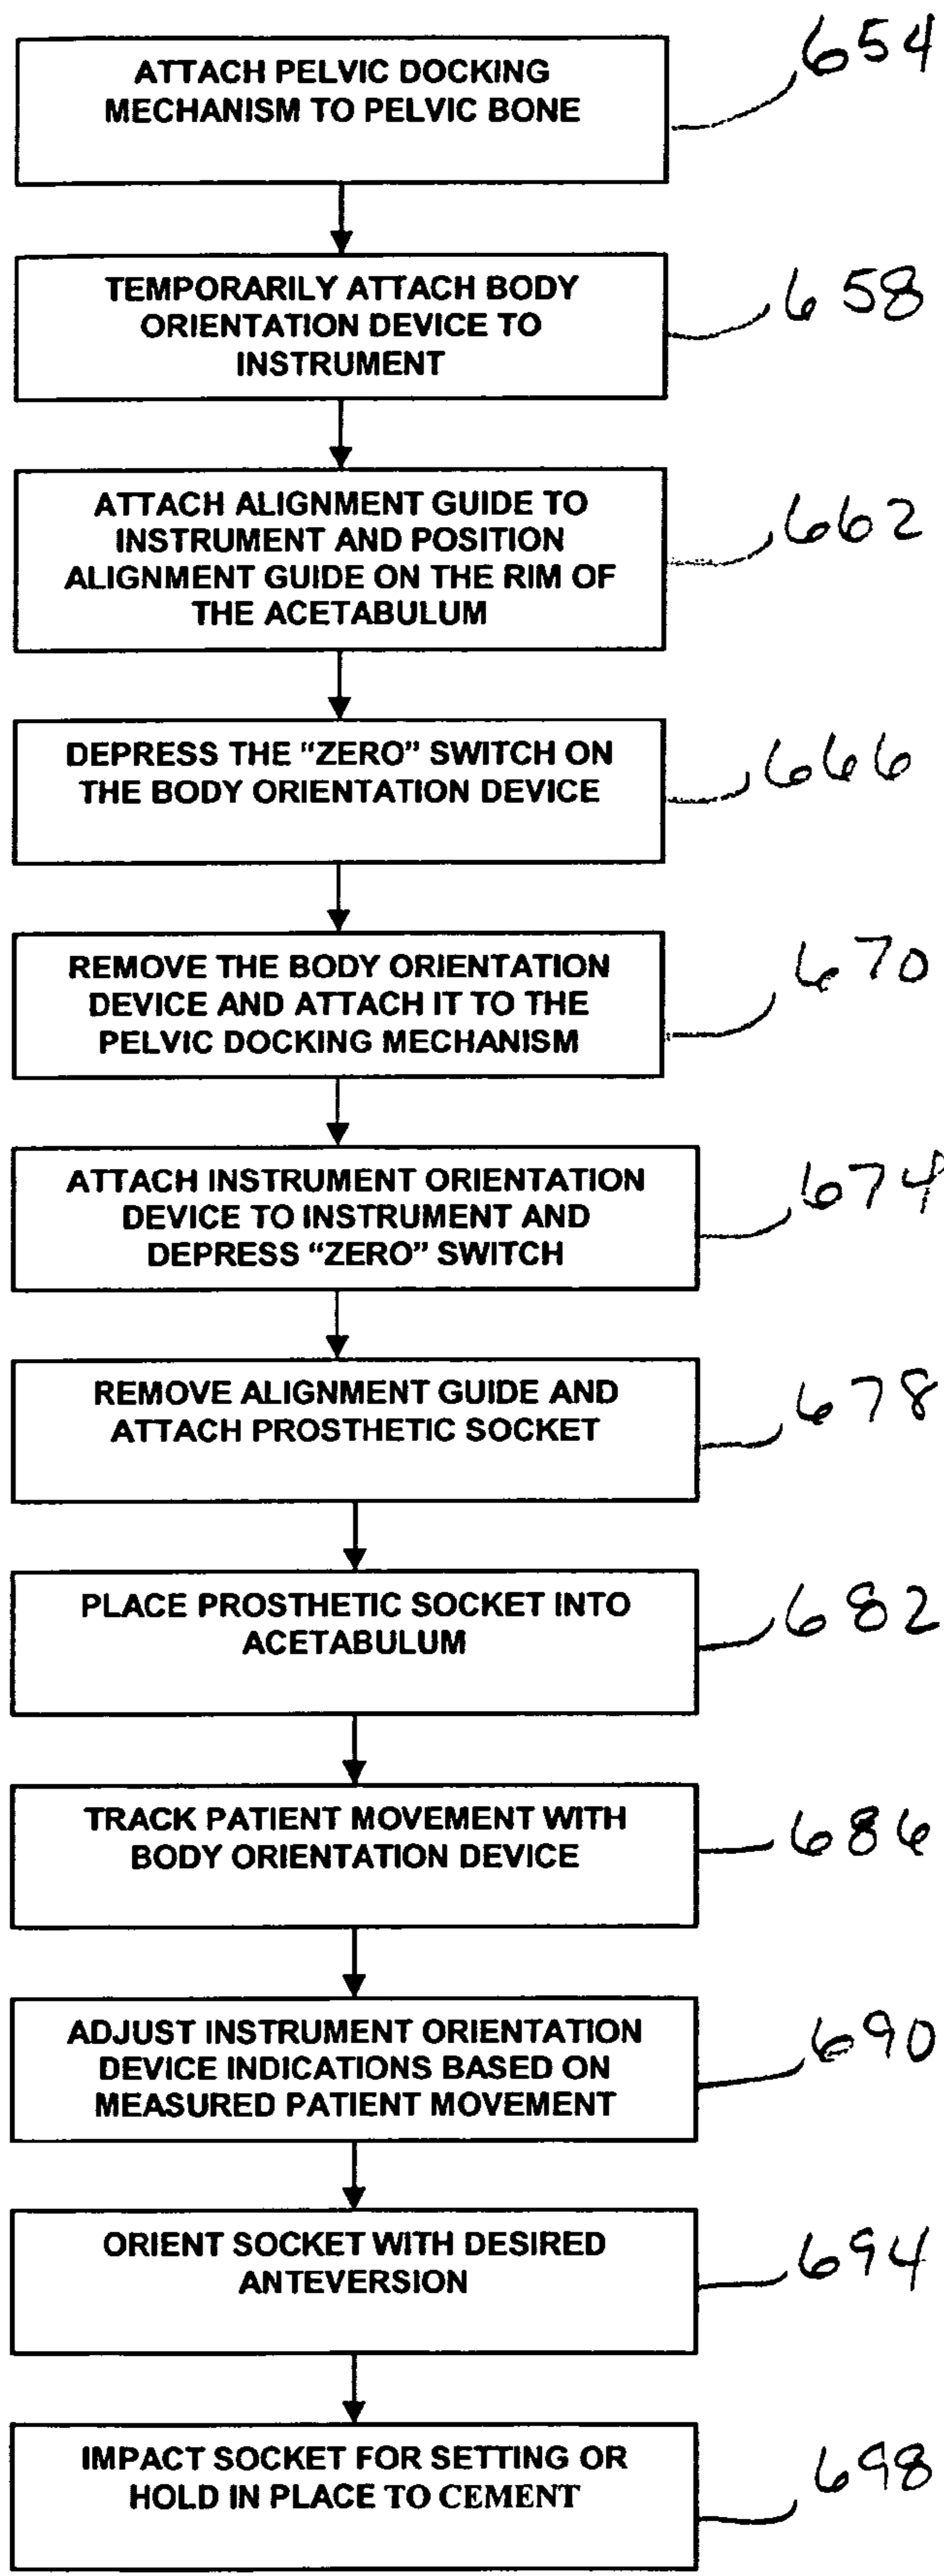 ATTACH PELVIC DOCKING
MECHANISM TO PELVIC BONE
654
TEMPORARILY ATTACH BODY
ORIENTATION DEVICE TO
INSTRUMENT
658
ATTACH ALIGNMENT GUIDE TO
INSTRUMENT AND POSITION
ALIGNMENT GUIDE ON THE RIM OF
THE ACETABULUM
662
DEPRESS THE “ZERO” SWITCH ON
THE BODY ORIENTATION DEVICE
666
REMOVE THE BODY ORIENTATION
DEVICE AND ATTACH IT TO THE
PELVIC DOCKING MECHANISM
670
ATTACH INSTRUMENT ORIENTATION
DEVICE TO INSTRUMENT AND
DEPRESS “ZERO” SWITCH
674
REMOVE ALIGNMENT GUIDE AND
ATTACH PROSTHETIC SOCKET
678
PLACE PROSTHETIC SOCKET INTO
ACETABULUM
682
TRACK PATIENT MOVEMENT WITH
BODY ORIENTATION DEVICE
686
ADJUST INSTRUMENT ORIENTATION
DEVICE INDICATIONS BASED ON
MEASURED PATIENT MOVEMENT
690
ORIENT SOCKET WITH DESIRED
ANTEVERSION
694
IMPACT SOCKET FOR SETTING OR
HOLD IN PLACE TO CEMENT
698